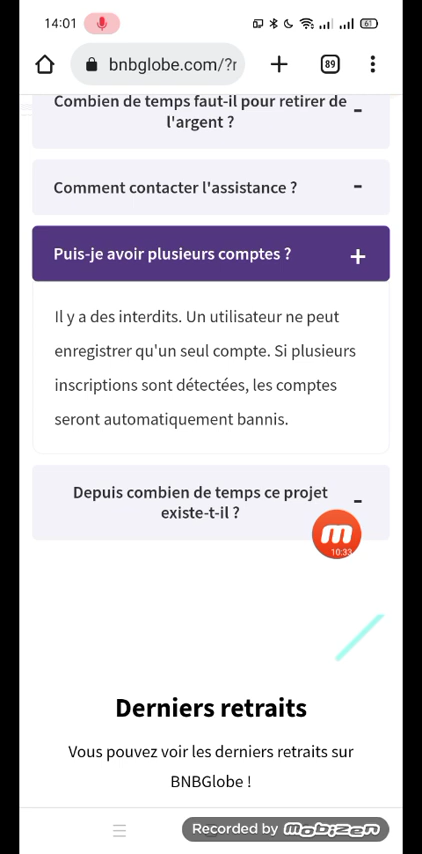 14:01
61
bnbglobe.com/?r
89
Combien de temps faut-il pour retirer de
l'argent ?
Comment contacter l'assistance ?
Puis-je avoir plusieurs comptes ?
Il y a des interdits. Un utilisateur ne peut
enregistrer qu'un seul compte. Si plusieurs
inscriptions sont détectées, les comptes
seront automatiquement bannis.
Depuis combien de temps ce projet
existe-t-il ?
m
10:33
Derniers retraits
Vous pouvez voir les derniers retraits sur
BNBGlobe !
Recorded by mobizen